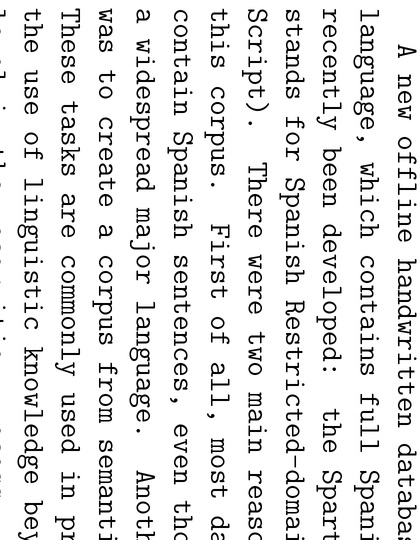 A new offline handwritten databas
language, which contains full Spani
recently been developed: the Spart
stands for Spanish Restricted-domai
Script). There were two main reaso
this corpus. First of all, most da
contain Spanish sentences, even tho
a widespread major language. Anoth
was to create a corpus from semanti
These tasks are commonly used in pr
the use of linguistic knowledge bey